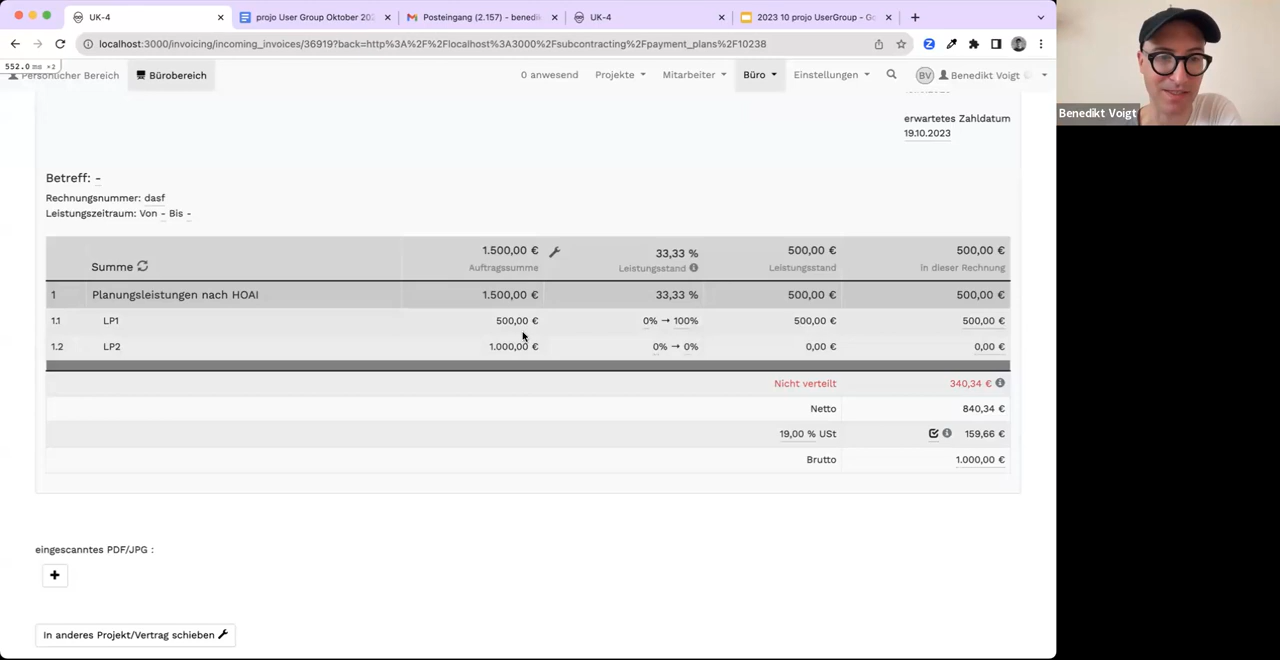 UK-4
projo User Group Oktober 202
Posteingang (2.157) - benedik
UK-4
2023 10 projo UserGroup - Go
localhost:3000/invoicing/incoming_invoices/36919?back=http%3A%2F%2Flocalhost%3A3000%2Fsubcontracting%2Fpayment_plans%2F10238
552.0 ms ×2
Persönlicher Bereich
Bürobereich
0 anwesend
Projekte
Mitarbeiter
Büro
Einstellungen
BV
Benedikt Voigt
Benedikt Voigt
erwartetes Zahldatum
19.10.2023
Betreff: -
Rechnungsnummer: dasf
Leistungszeitraum: Von - Bis -
1.500,00 € 33,33 % 500,00 € 500,00 €
Summe Auftragssumme Leistungsstand Leistungsstand In dieser Rechnung
1 Planungsleistungen nach HOAI 1.500,00 € 33,33 % 500,00 € 500,00 €
1.1 LP1 500,00 € 0% → 100% 500,00 € 500,00 €
1.2 LP2 1.000,00 € 0% → 0% 0,00 € 0,00 €
Nicht verteilt 340,34 €
Netto 840,34 €
19,00 % USt 159,66 €
Brutto 1.000,00 €
eingescanntes PDF/JPG :
In anderes Projekt/Vertrag schieben